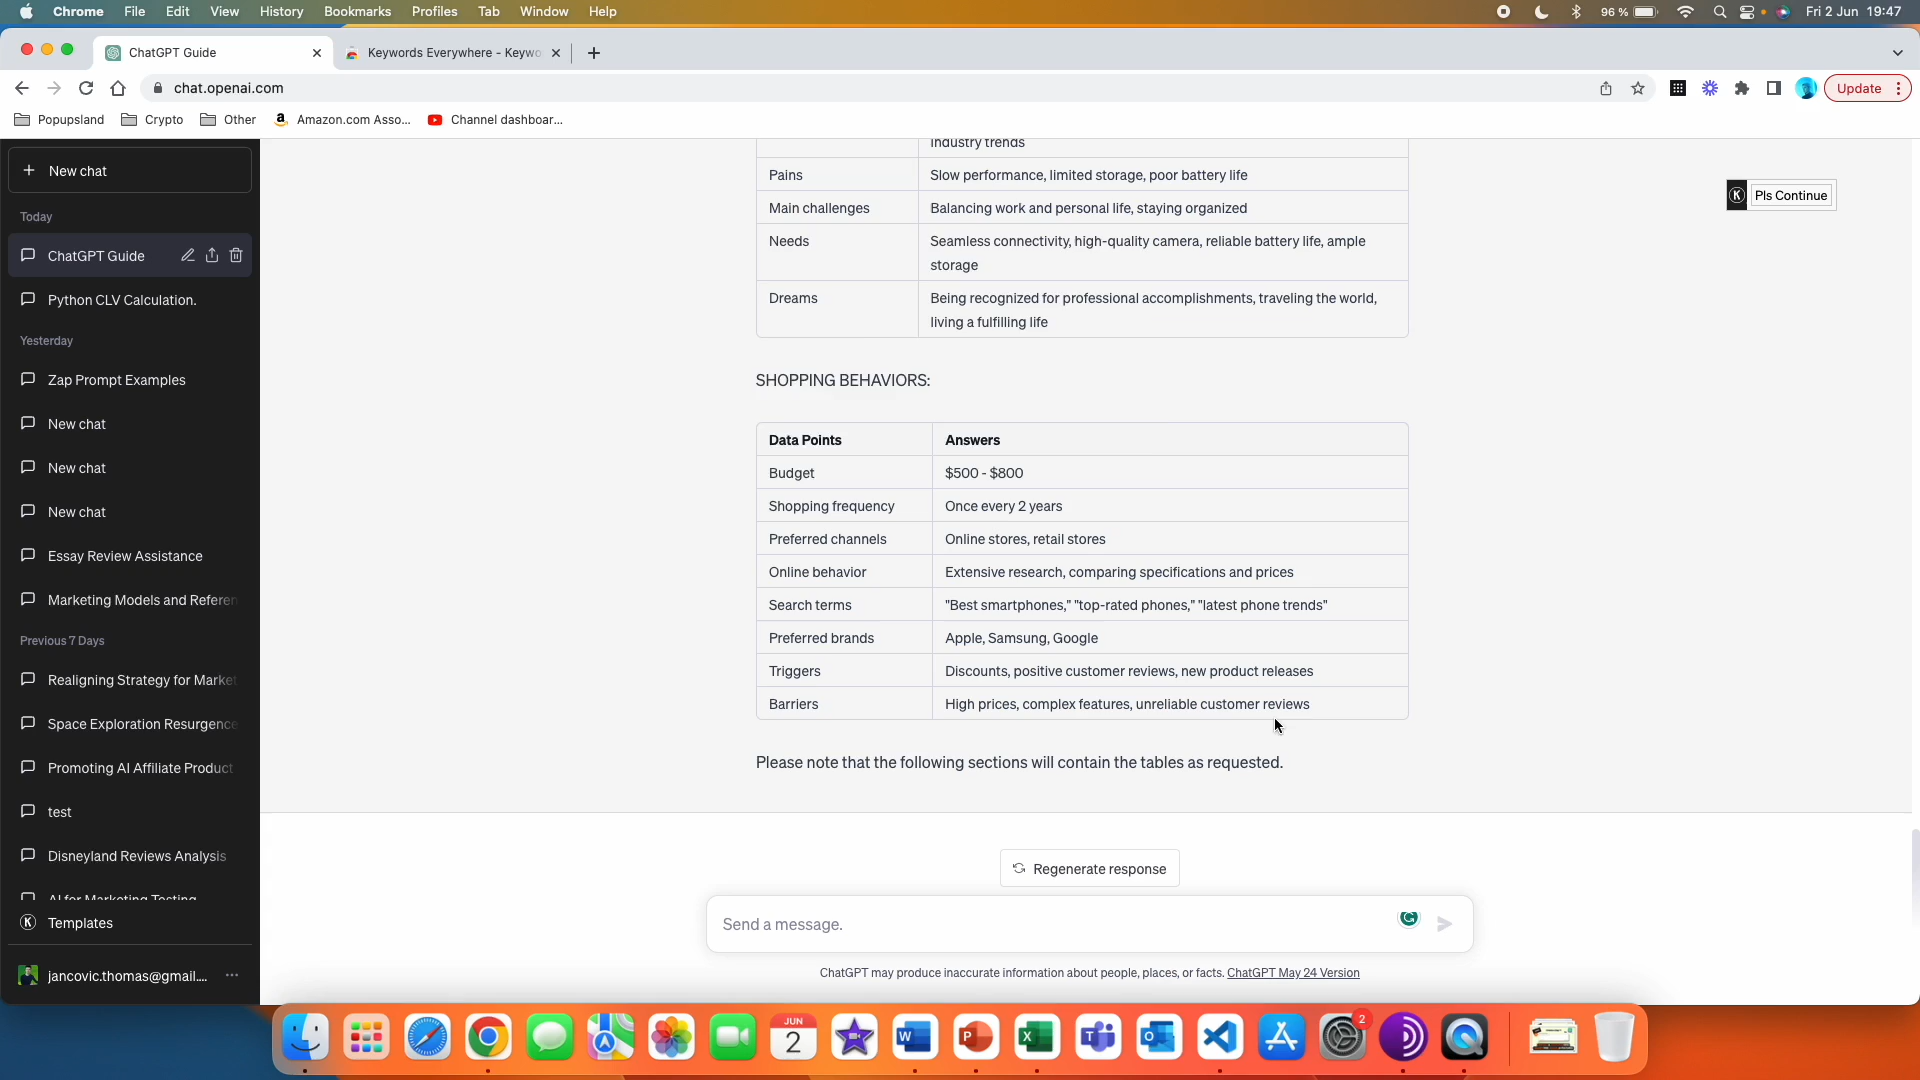 Chrome File Edit View History Bookmarks Profiles Tab Window Help 96 % Fri 2 Jun 19:47
ChatGPT Guide Keywords Everywhere - Keywo
chat.openai.com Update
Popupsland Crypto Other Amazon.com Asso... Channel dashboar...
New chat
Today
ChatGPT Guide
Python CLV Calculation.
Yesterday
Zap Prompt Examples
New chat
New chat
New chat
Essay Review Assistance
Marketing Models and Referen
Previous 7 Days
Realigning Strategy for Market
Space Exploration Resurgence
Promoting AI Affiliate Product
test
Disneyland Reviews Analysis
AI for Marketing Testing
Templates
jancovic.thomas@gmail....
industry trends
Pains Slow performance, limited storage, poor battery life
Main challenges Balancing work and personal life, staying organized
Needs Seamless connectivity, high-quality camera, reliable battery life, ample
storage
Dreams Being recognized for professional accomplishments, traveling the world,
living a fulfilling life
K Pls Continue
SHOPPING BEHAVIORS:
Data Points Answers
Budget $500 - $800
Shopping frequency Once every 2 years
Preferred channels Online stores, retail stores
Online behavior Extensive research, comparing specifications and prices
Search terms "Best smartphones," "top-rated phones," "latest phone trends"
Preferred brands Apple, Samsung, Google
Triggers Discounts, positive customer reviews, new product releases
Barriers High prices, complex features, unreliable customer reviews
Please note that the following sections will contain the tables as requested.
Regenerate response
Send a message.
ChatGPT may produce inaccurate information about people, places, or facts. ChatGPT May 24 Version
JUN
2
2